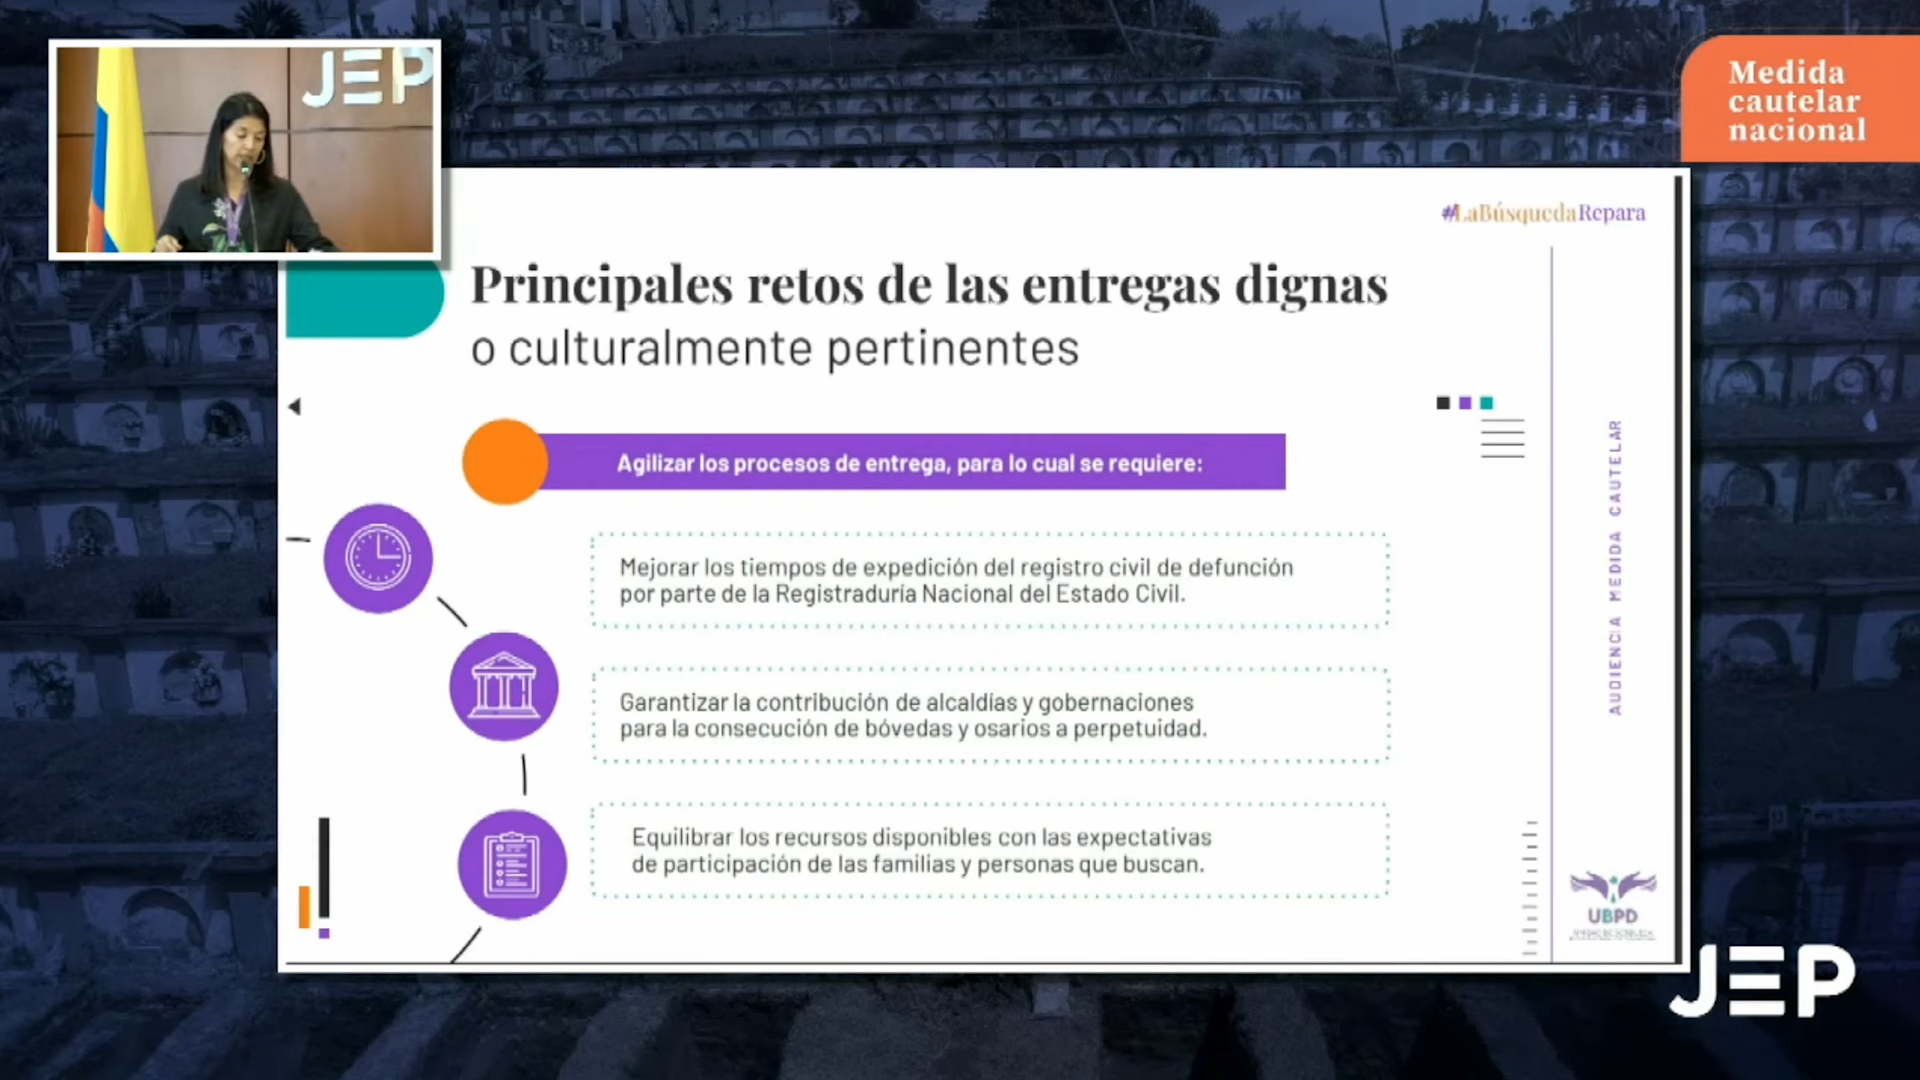 JEP
Medida
cautelar
nacional
#LaBúsquedaRepara
Principales retos de las entregas dignas
o culturalmente pertinentes
Agilizar los procesos de entrega, para lo cual se requiere:
Mejorar los tiempos de expedición del registro civil de defunción
por parte de la Registraduría Nacional del Estado Civil.
Garantizar la contribución de alcaldías y gobernaciones
para la consecución de bóvedas y osarios a perpetuidad.
Equilibrar los recursos disponibles con las expectativas
de participación de las familias y personas que buscan.
AUDIENCIA MEDIDA CAUTELAR
UBPD
JEP